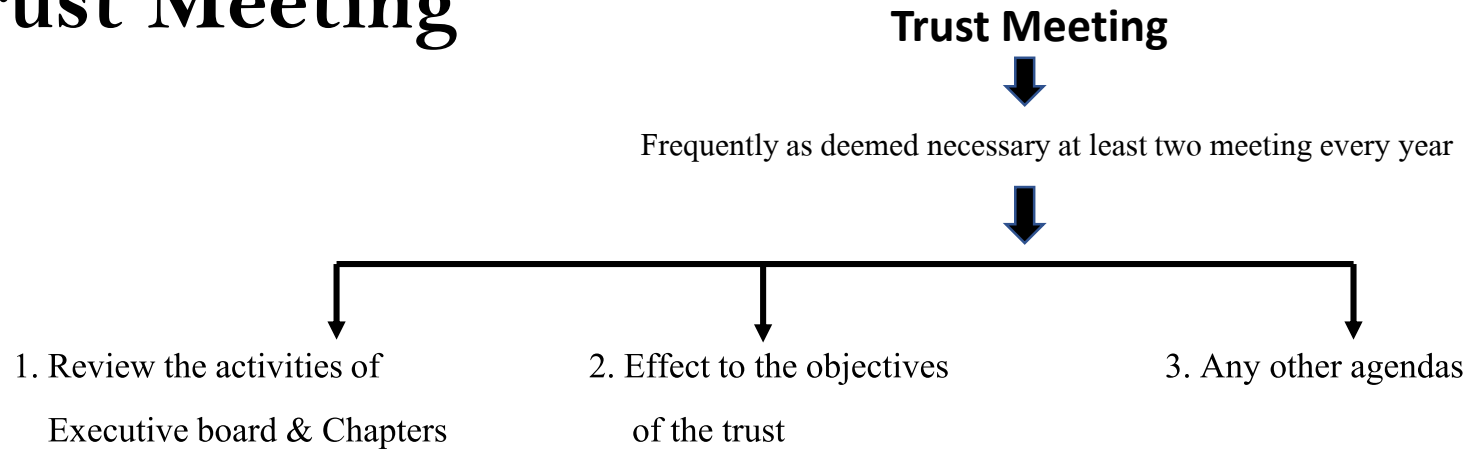 rust Meeting
Trust Meeting
Frequently as deemed necessary at least two meeting every year
1. Review the activities of
Executive board & Chapters
2. Effect to the objectives
of the trust
3. Any other agendas